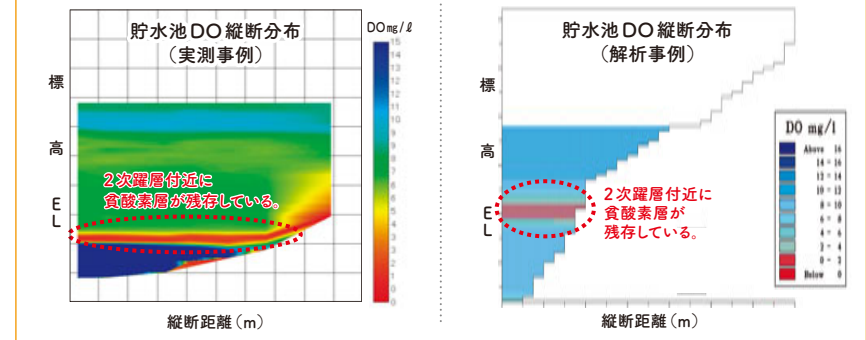 貯水池DO縦断分布
(実測事例)
DO㎎/ℓ
15
14
13
12
11
10
9
8
7
6
5
4
3
2
1
0
標
高
E
L
2次躍層付近に
貧酸素層が残存している。
縦断距離(m)
貯水池DO縦断分布
(解析事例)
標
高
E
L
2次躍層付近に
貧酸素層が
残存している。
縦断距離(m)
DO mg/l
Above 16
14 - 16
12 - 14
10 - 12
8 - 10
6 - 8
4 - 6
2 - 4
0 - 2
Below 0